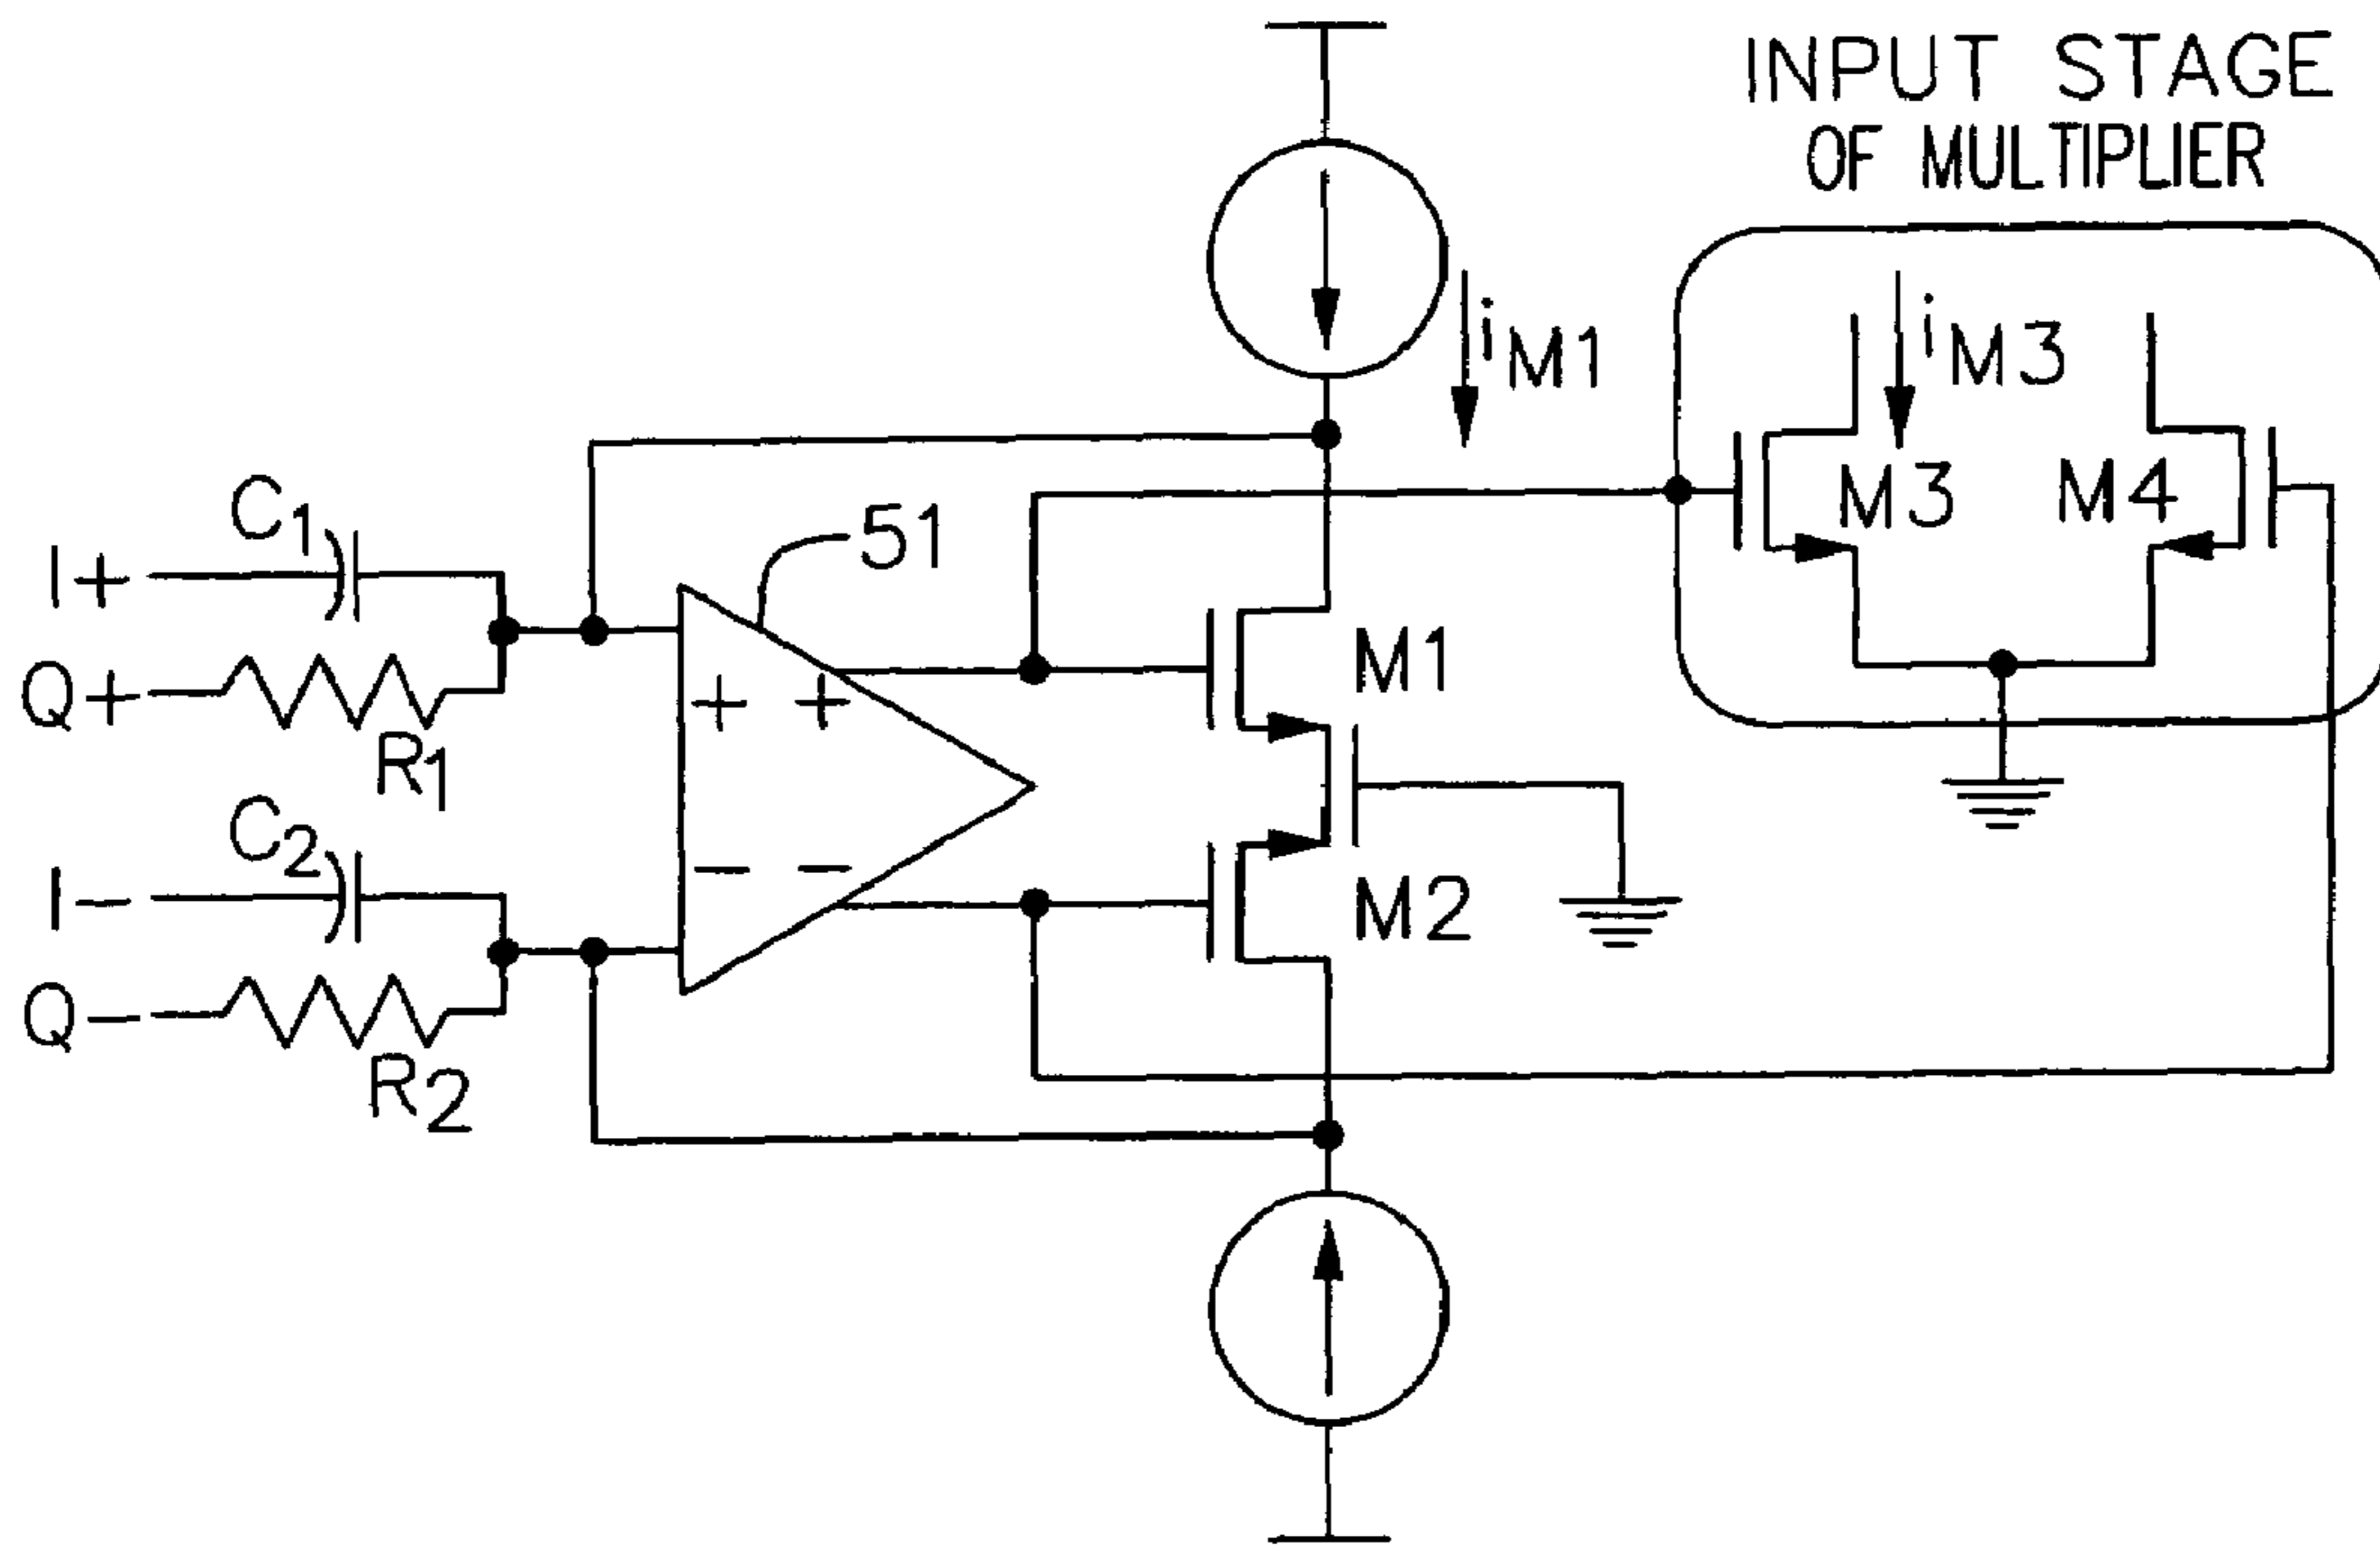 INPUT STAGE
OF MULTIPLIER
iM1
iM3
C1
51
M3
M4
I+
Q+
+ +
M1
R1
C2
- -
I-
M2
Q-
R2